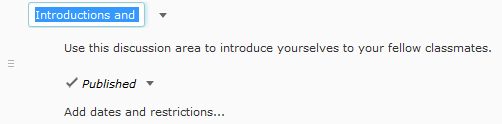 Introductions and
Use this discussion area to introduce yourselves to your fellow classmates.
Published
Add dates and restrictions...